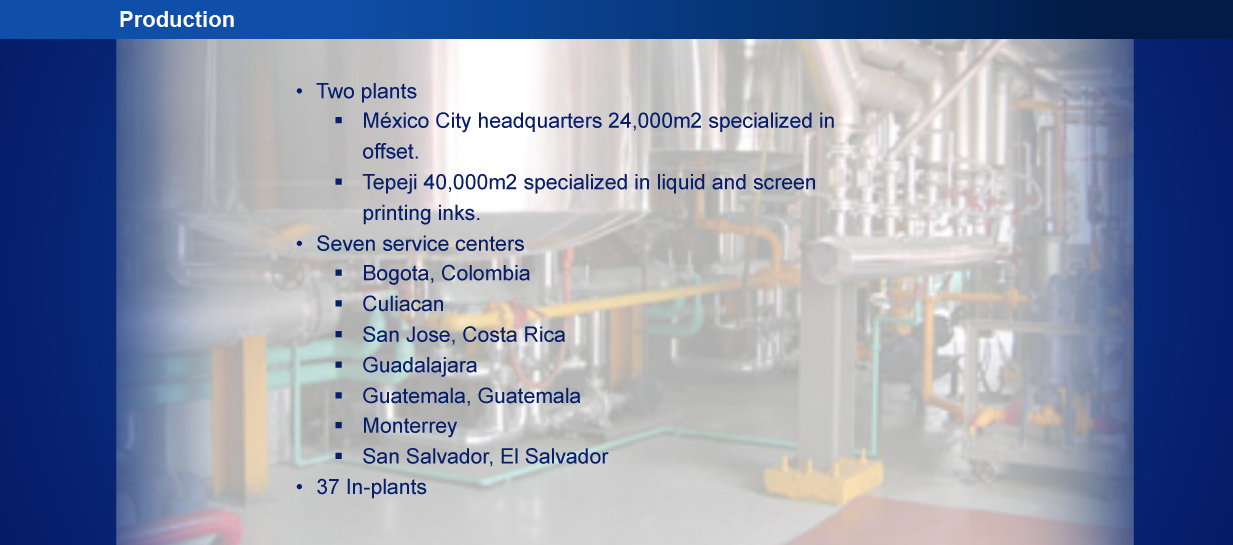 Production
• Two plants
▪ México City headquarters 24,000m2 specialized in
offset.
▪ Tepeji 40,000m2 specialized in liquid and screen
printing inks.
• Seven service centers
▪ Bogota, Colombia
▪ Culiacan
▪ San Jose, Costa Rica
▪ Guadalajara
▪ Guatemala, Guatemala
▪ Monterrey
▪ San Salvador, El Salvador
• 37 In-plants